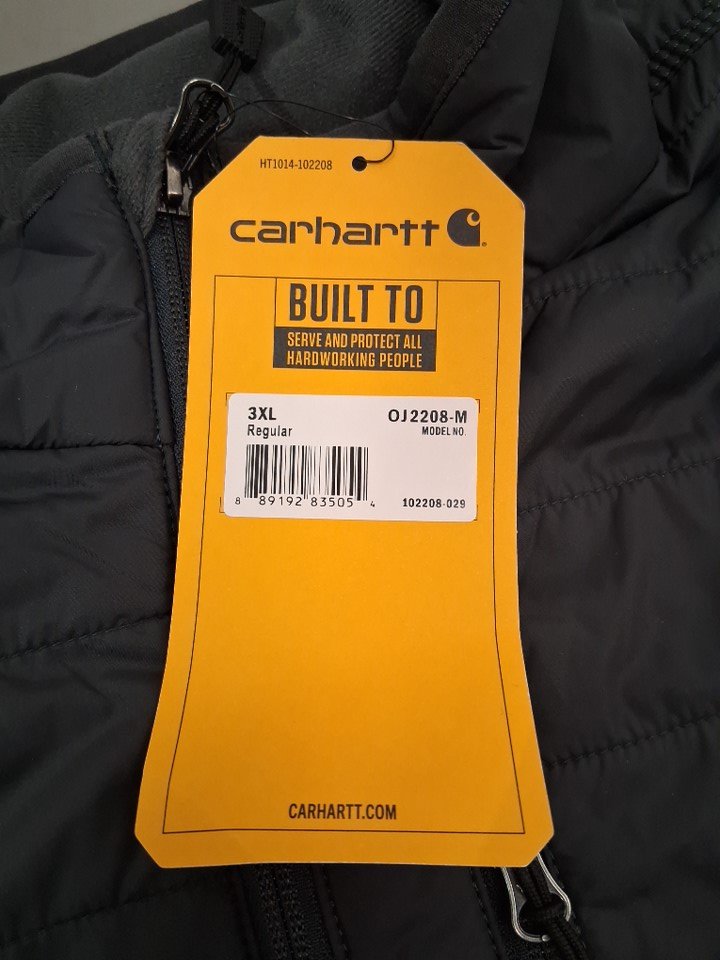 HT1014-102208
carhartt
BUILT TO
SERVE AND PROTECT ALL
HARDWORKING PEOPLE
3XL OJ2208-M
Regular MODEL NO.
8 89192 83505 4
102208-029
CARHARTT.COM